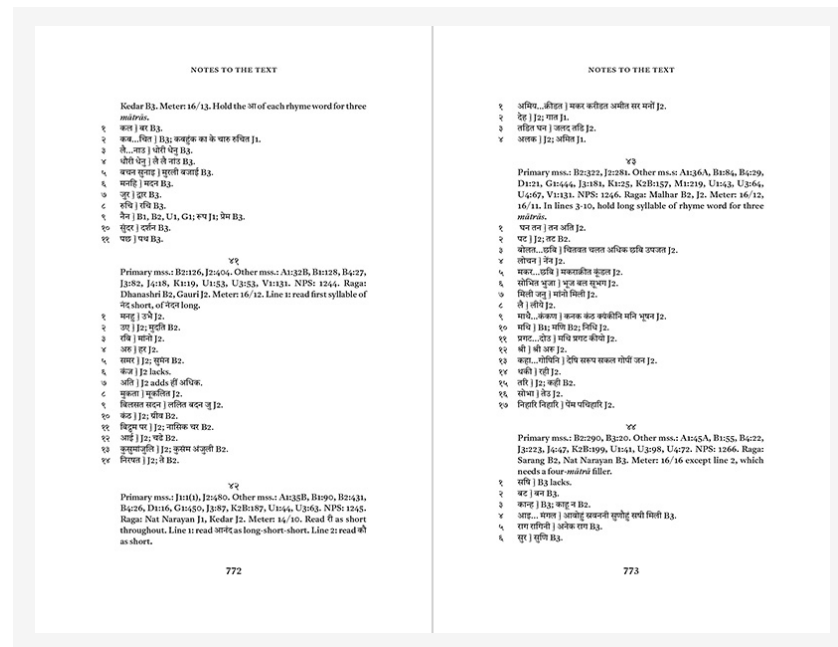 NOTES TO THE TEXT
Kedar B3. Meter: 16/13. Hold the आ of each rhyme word for three
mātrās.
१ कल ] बर B3.
२ कब...चित ] B3; कबहुंक का के चारु रुचित J1.
३ लै...नाउ ] धोरी धेनु B3.
४ धौरी धेनु ] लै लै नांउ B3.
५ बचन सुनाइ ] मुरली बजाई B3.
६ मनहि ] मदन B3.
७ जुर ] द्वार B3.
८ रुचि ] रचि B3.
९ नैन ] B1, B2, U1, G1; रूप J1; प्रेम B3.
१० सुंदर ] दर्शन B3.
११ पछ ] पच B3.
४१
Primary mss.: B2:126, J2:404. Other mss.: A1:32B, B1:128, B4:27,
J3:82, J4:18, K1:19, U1:53, U3:53, V1:131. NPS: 1244. Raga:
Dhanashri B2, Gauri J2. Meter: 16/12. Line 1: read first syllable of
नंद short, of नंदन long.
१ मनहु ] उभै J2.
२ उए ] J2; मुदति B2.
३ रबि ] मांनो J2.
४ अरु ] हर J2.
५ समर ] J2; सुमन B2.
६ कंज ] J2 lacks.
७ अति ] J2 adds हीं अधिक.
८ मुकता ] मुकलित J2.
९ बिलसत सदन ] ललित बदन जु J2.
१० कंठ ] J2; ग्रीव B2.
११ बिद्रुम पर ] J2; नासिक चर B2.
१२ आई ] J2; चढे B2.
१३ कुसुमांजुलि ] J2; कुसंम अंजुली B2.
१४ निरषत ] J2; ते B2.
४२
Primary mss.: J1:1(1), J2:480. Other mss.: A1:35B, B1:90, B2:431,
B4:26, D1:16, G1:450, J3:87, K2B:187, U1:44, U3:63. NPS: 1245.
Raga: Nat Narayan J1, Kedar J2. Meter: 14/10. Read री as short
throughout. Line 1: read आनंद as long-short-short. Line 2: read कौ
as short.
772
NOTES TO THE TEXT
१ अमिय...क्रीडत ] मकर करीडत अमीत सर मनों J2.
२ देह ] J2; गात J1.
३ तडित घन ] जलद तडि J2.
४ अलक ] J2; अमित J1.
४३
Primary mss.: B2:322, J2:281. Other ms.s: A1:36A, B1:84, B4:29,
D1:21, G1:444, J3:181, K1:25, K2B:157, M1:219, U1:43, U3:64,
U4:67, V1:131. NPS: 1246. Raga: Malhar B2, J2. Meter: 16/12,
16/11. In lines 3-10, hold long syllable of rhyme word for three
mātrās.
१ घन तन ] तन अति J2.
२ पट ] J2; तट B2.
३ बोलत...छबि ] चितवत चलत अधिक छबि उपजत J2.
४ लोचन ] नेंन J2.
५ मकर...छबि ] मकराक्रीत कूंडल J2.
६ सोभित भुजा ] भूज बल सुभग J2.
७ मिली जनु ] मांनो मिली J2.
८ लै ] लीये J2.
९ माथै...कंकण ] कनक कंठ क्येकींनि मनि भूषन J2.
१० मधि ] B1; मणि B2; निधि J2.
११ प्रगट...दोउ ] मधि प्रगट कीयो J2.
१२ श्री ] श्री अरु J2.
१३ कहा...गोपिनि ] देषि सरूप सकल गोपीं जन J2.
१४ थकी ] रही J2.
१५ तरि ] J2; कही B2.
१६ सोभा ] तेउ J2.
१७ निहारि निहारि ] पेंम पचिहारि J2.
४४
Primary mss.: B2:290, B3:20. Other mss.: A1:45A, B1:55, B4:22,
J3:223, J4:47, K2B:199, U1:41, U3:98, U4:72. NPS: 1266. Raga:
Sarang B2, Nat Narayan B3. Meter: 16/16 except line 2, which
needs a four-mātrā filler.
१ सषि ] B3 lacks.
२ बट ] बन B3.
३ कान्ह ] B3; काहू न B2.
४ आइ... मंगल ] आवोहुं स्रवननी सुणौहुं सषी मिली B3.
५ राग रागिनी ] अनेक राग B3.
६ सुर ] सुणि B3.
773